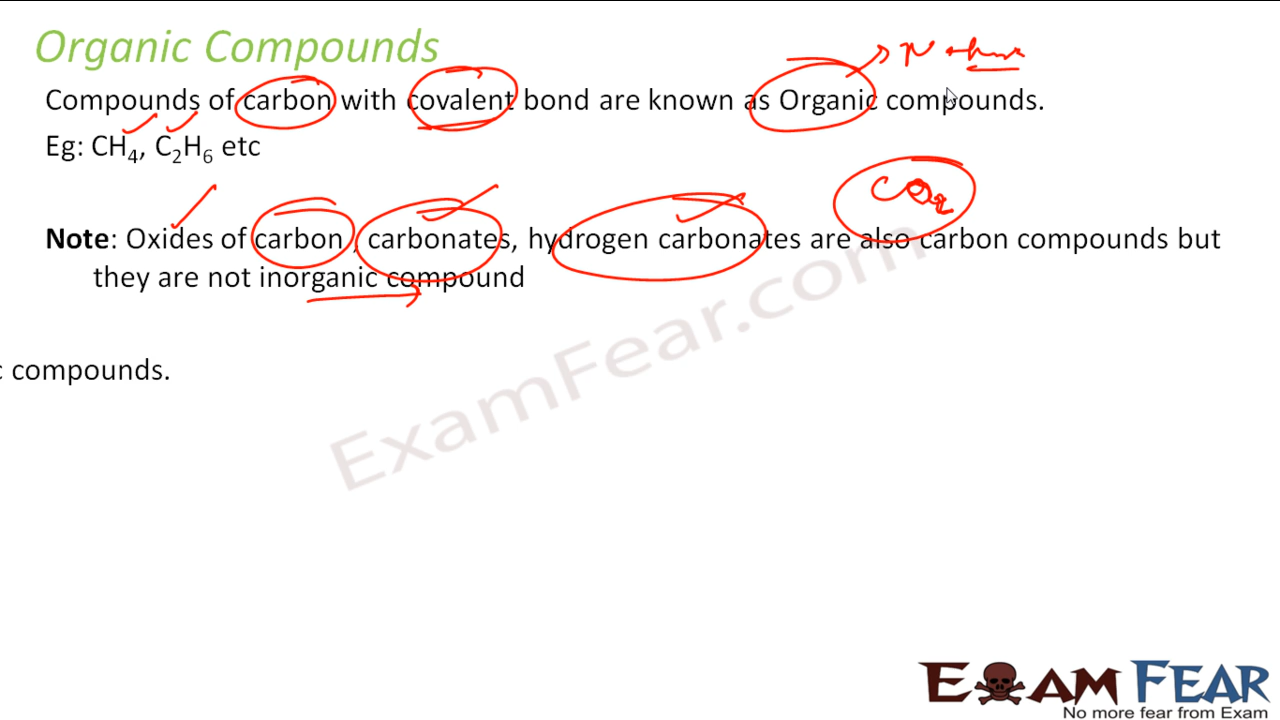 Organic Compounds
Nature
Compounds of carbon with covalent bond are known as Organic compounds.
Eg: CH₄, C₂H₆ etc
CO₂
Note: Oxides of carbon , carbonates, hydrogen carbonates are also carbon compounds but
they are not inorganic compound
c compounds.
ExamFear.com
EXAM FEAR
No more fear from Exam